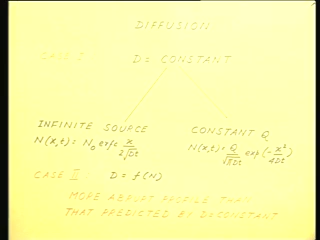 DIFFUSION
CASE I D = CONSTANT
INFINITE SOURCE
N(x,t) = N₀ erfc x / 2√Dt
CONSTANT Q
N(x,t) = Q / √πDt exp(- x² / 4Dt)
CASE II D = f(N)
MORE ABRUPT PROFILE THAN
THAT PREDICTED BY D=CONSTANT